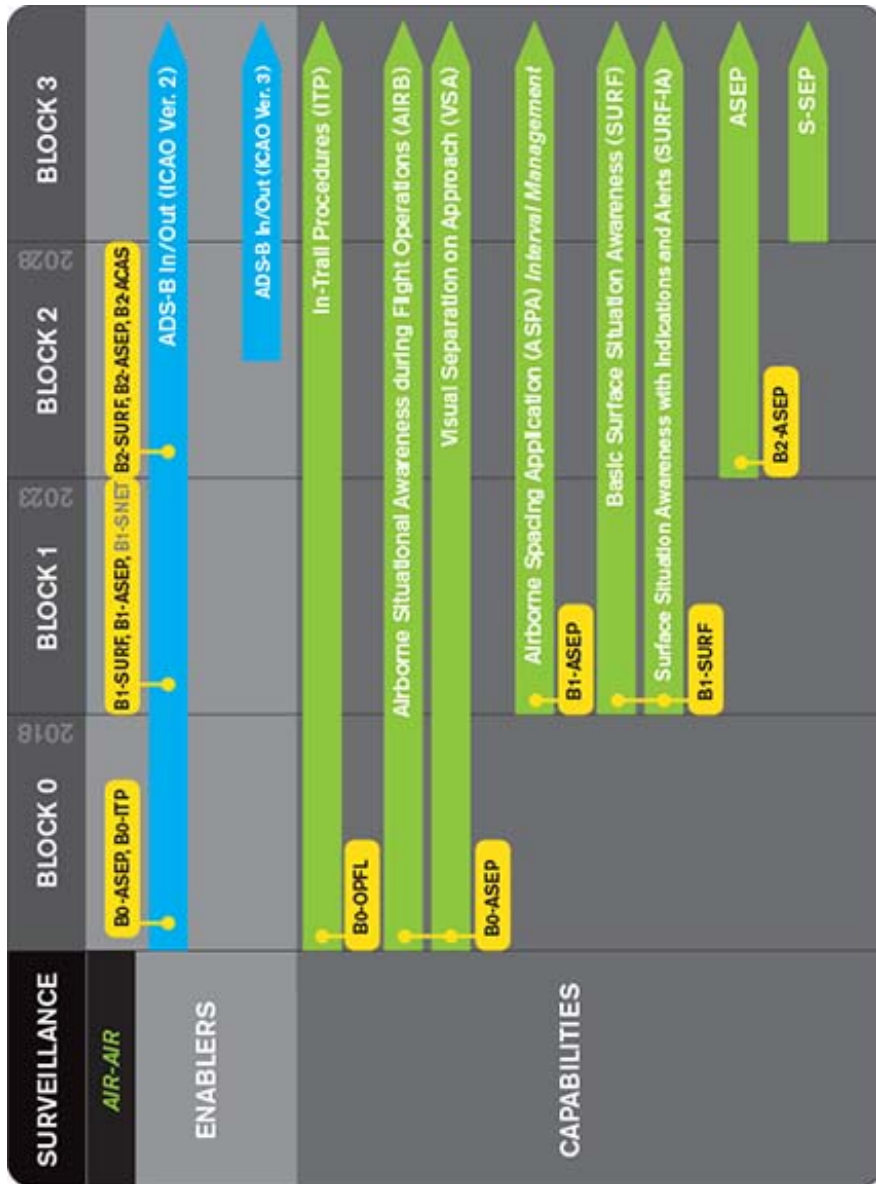 SURVEILLANCE
BLOCK 0
2018
BLOCK 1
2023
BLOCK 2
2028
BLOCK 3
AIR-AIR
B0-ASEP, B0-ITP
B1-SURF, B1-ASEP, B1-SNET
B2-SURF, B2-ASEP, B2-ACAS
ENABLERS
ADS-B In/Out (ICAO Ver. 2)
ADS-B In/Out (ICAO Ver. 3)
CAPABILITIES
In-Trail Procedures (ITP)
B0-OPFL
Airborne Situational Awareness during Flight Operations (AIRB)
Visual Separation on Approach (VSA)
B0-ASEP
Airborne Spacing Application (ASPA) Interval Management
B1-ASEP
Basic Surface Situation Awareness (SURF)
Surface Situation Awareness with Indications and Alerts (SURF-IA)
B1-SURF
ASEP
B2-ASEP
S-SEP